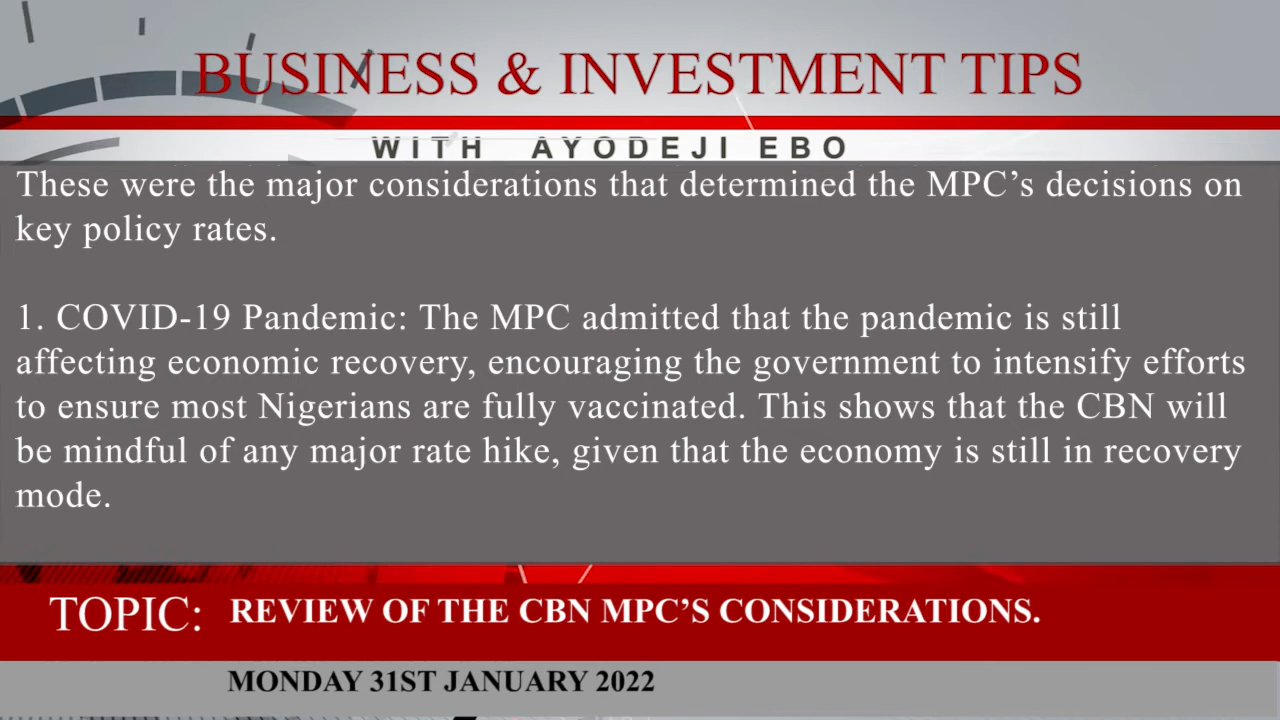 BUSINESS & INVESTMENT TIPS
WITH AYODEJI EBO
These were the major considerations that determined the MPC’s decisions on
key policy rates.
1. COVID-19 Pandemic: The MPC admitted that the pandemic is still
affecting economic recovery, encouraging the government to intensify efforts
to ensure most Nigerians are fully vaccinated. This shows that the CBN will
be mindful of any major rate hike, given that the economy is still in recovery
mode.
TOPIC: REVIEW OF THE CBN MPC’S CONSIDERATIONS.
MONDAY 31ST JANUARY 2022